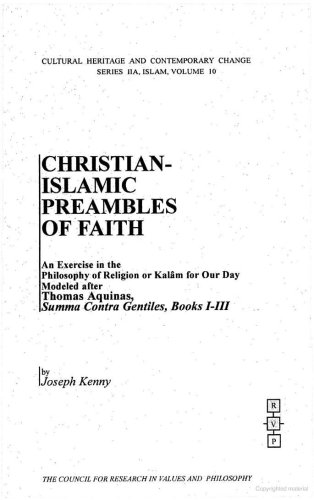 CULTURAL HERITAGE AND CONTEMPORARY CHANGE
SERIES IIA, ISLAM, VOLUME 10
CHRISTIAN-
ISLAMIC
PREAMBLES
OF FAITH
An Exercise in the
Philosophy of Religion or Kalâm for Our Day
Modeled after
Thomas Aquinas,
Summa Contra Gentiles, Books I-III
by
Joseph Kenny
R
V
P
THE COUNCIL FOR RESEARCH IN VALUES AND PHILOSOPHY
Copyrighted material